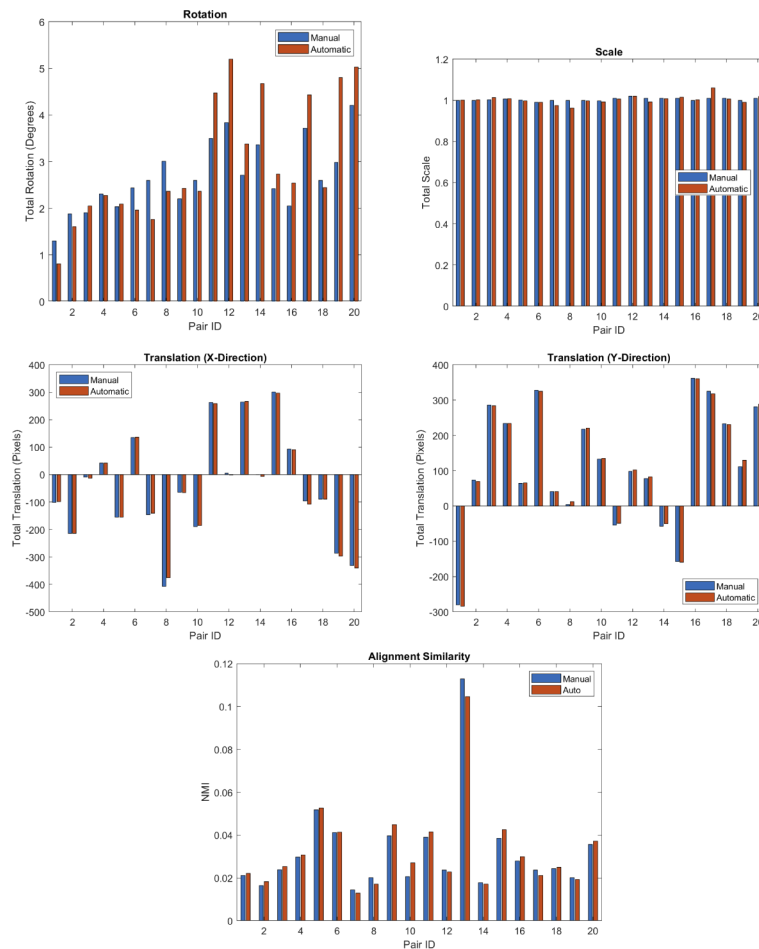 Rotation
Manual
Automatic
6
5
4
3
2
1
0
Total Rotation (Degrees)
2 4 6 8 10 12 14 16 18 20
Pair ID
Scale
1.2
1
0.8
0.6
0.4
0.2
0
Total Scale
Manual
Automatic
2 4 6 8 10 12 14 16 18 20
Pair ID
Translation (X-Direction)
Manual
Automatic
400
300
200
100
0
-100
-200
-300
-400
-500
Total Translation (Pixels)
2 4 6 8 10 12 14 16 18 20
Pair ID
Translation (Y-Direction)
400
300
200
100
0
-100
-200
-300
Total Translation (Pixels)
Manual
Automatic
2 4 6 8 10 12 14 16 18 20
Pair ID
Alignment Similarity
Manual
Auto
0.12
0.1
0.08
0.06
0.04
0.02
0
NMI
2 4 6 8 10 12 14 16 18 20
Pair ID